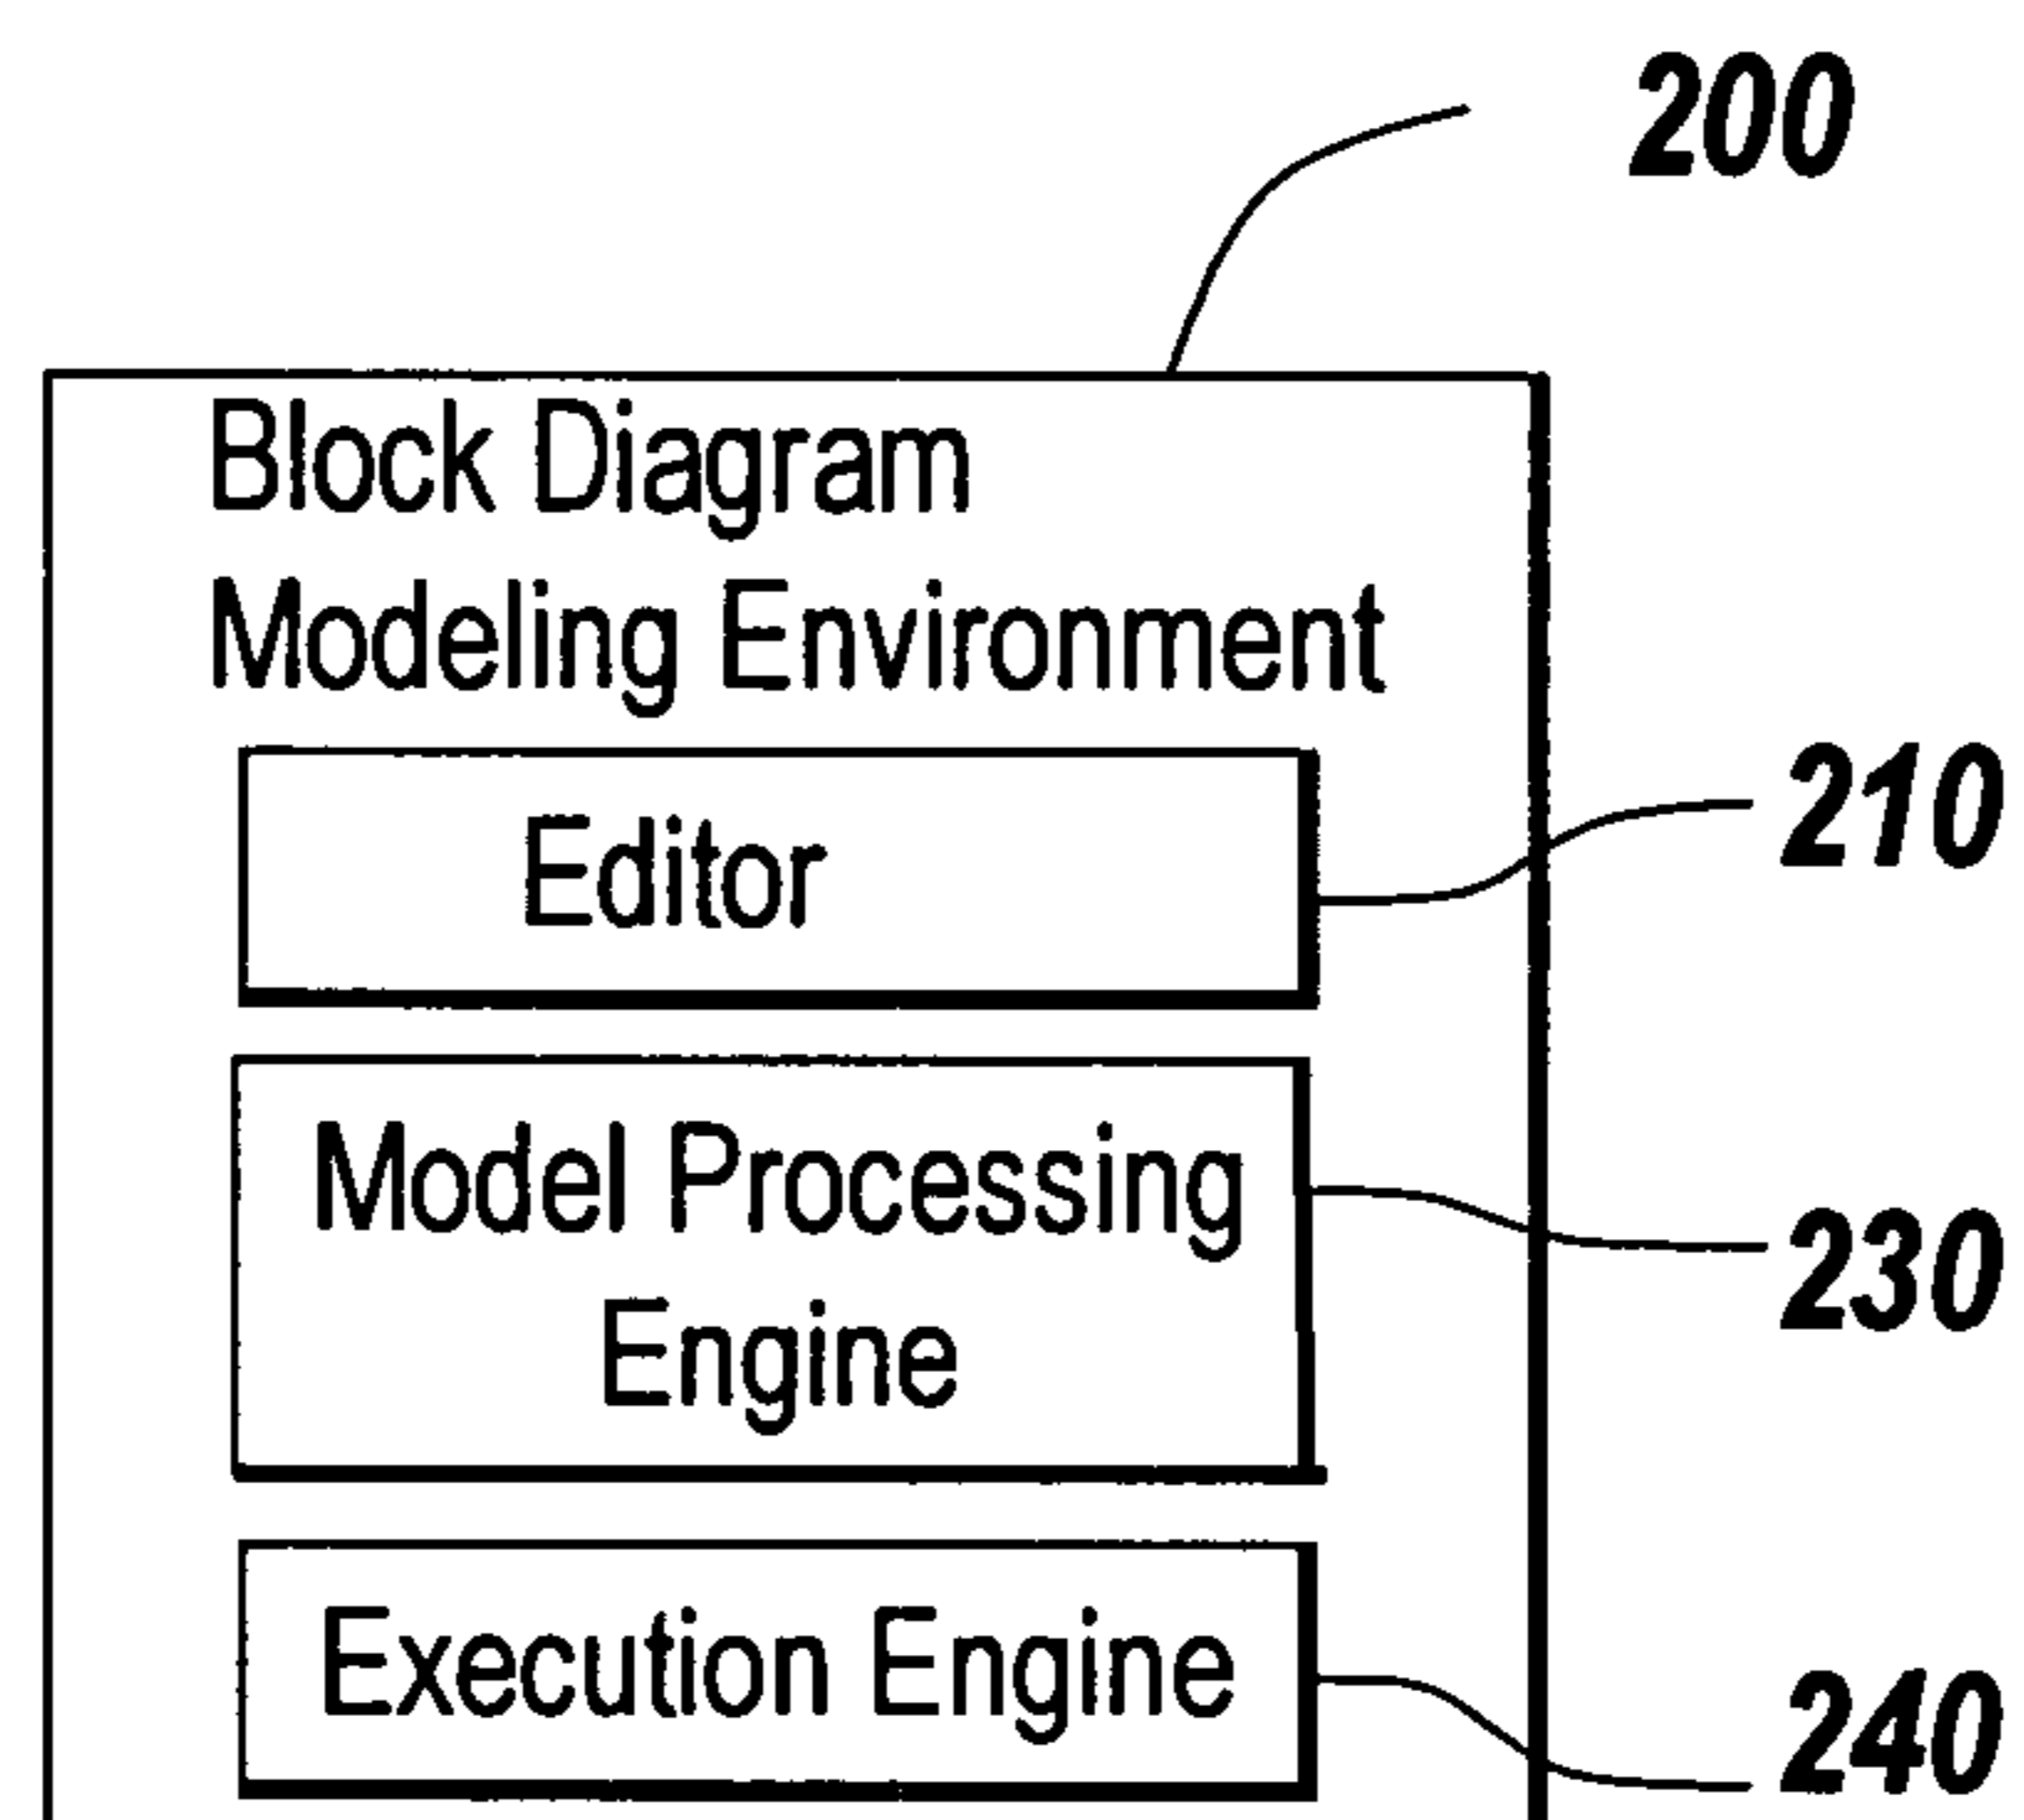 200
Block Diagram
Modeling Environment
Editor
210
Model Processing
Engine
230
Execution Engine
240